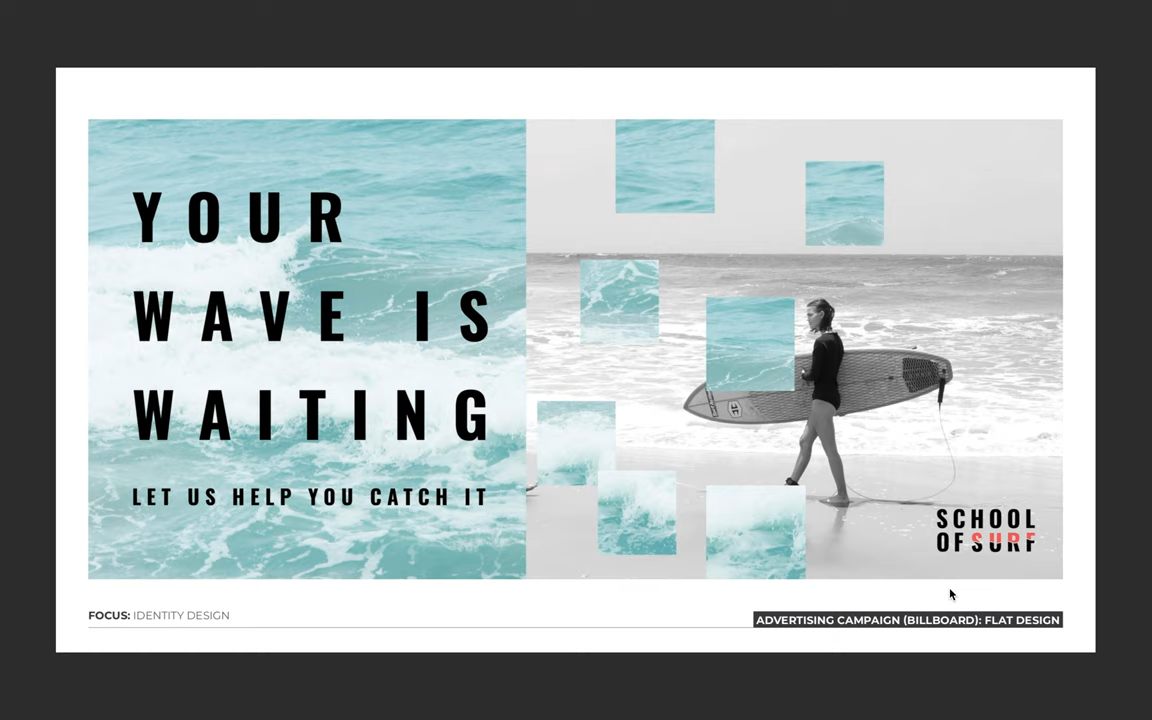 YOUR
WAVE IS
WAITING
LET US HELP YOU CATCH IT
SCHOOL
OF SURF
FOCUS: IDENTITY DESIGN
ADVERTISING CAMPAIGN (BILLBOARD): FLAT DESIGN